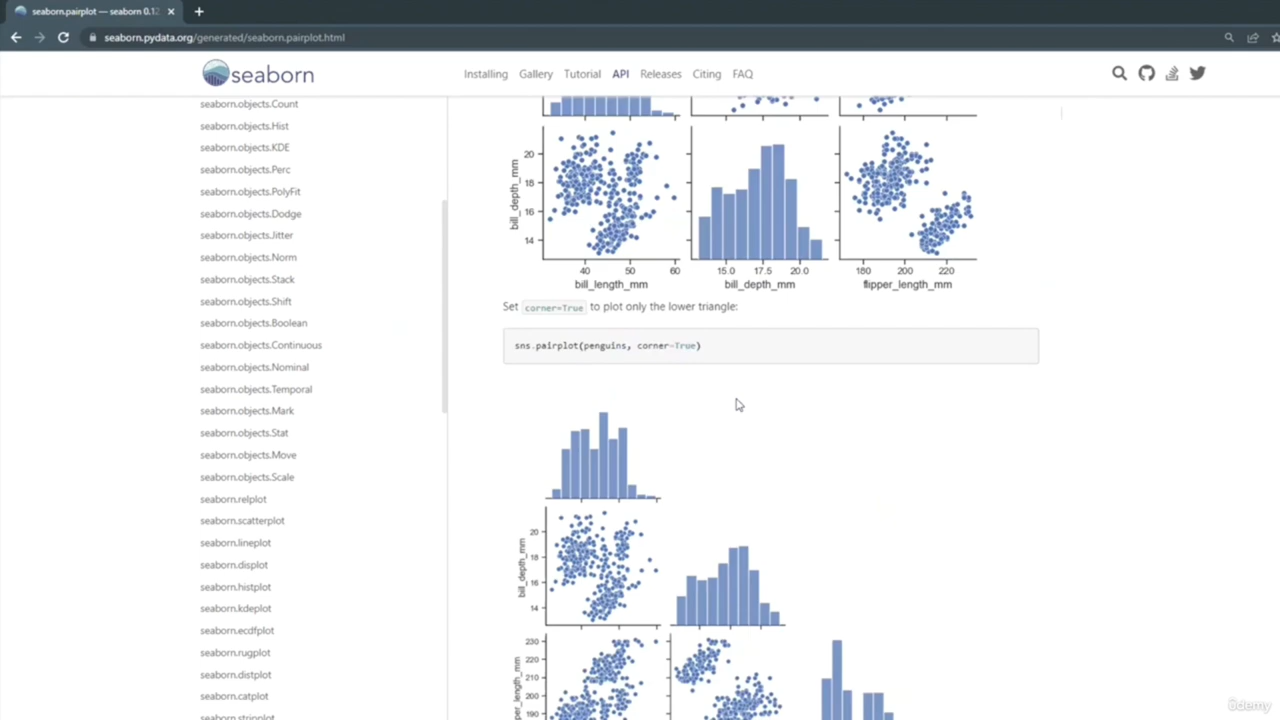 seaborn.pairplot — seaborn 0.12
seaborn.pydata.org/generated/seaborn.pairplot.html
seaborn
Installing Gallery Tutorial API Releases Citing FAQ
seaborn.objects.Count
seaborn.objects.Hist
seaborn.objects.KDE
seaborn.objects.Perc
seaborn.objects.PolyFit
seaborn.objects.Dodge
seaborn.objects.Jitter
seaborn.objects.Norm
seaborn.objects.Stack
seaborn.objects.Shift
seaborn.objects.Boolean
seaborn.objects.Continuous
seaborn.objects.Nominal
seaborn.objects.Temporal
seaborn.objects.Mark
seaborn.objects.Stat
seaborn.objects.Move
seaborn.objects.Scale
seaborn.relplot
seaborn.scatterplot
seaborn.lineplot
seaborn.displot
seaborn.histplot
seaborn.kdeplot
seaborn.ecdfplot
seaborn.rugplot
seaborn.distplot
seaborn.catplot
seaborn.stripplot
bill_depth_mm
20
18
16
14
40 50 60 15.0 17.5 20.0 180 200 220
bill_length_mm bill_depth_mm flipper_length_mm
Set corner=True to plot only the lower triangle:
sns.pairplot(penguins, corner=True)
bill_depth_mm
20
18
16
14
per_length_mm
230
220
210
200
190
ûdemy